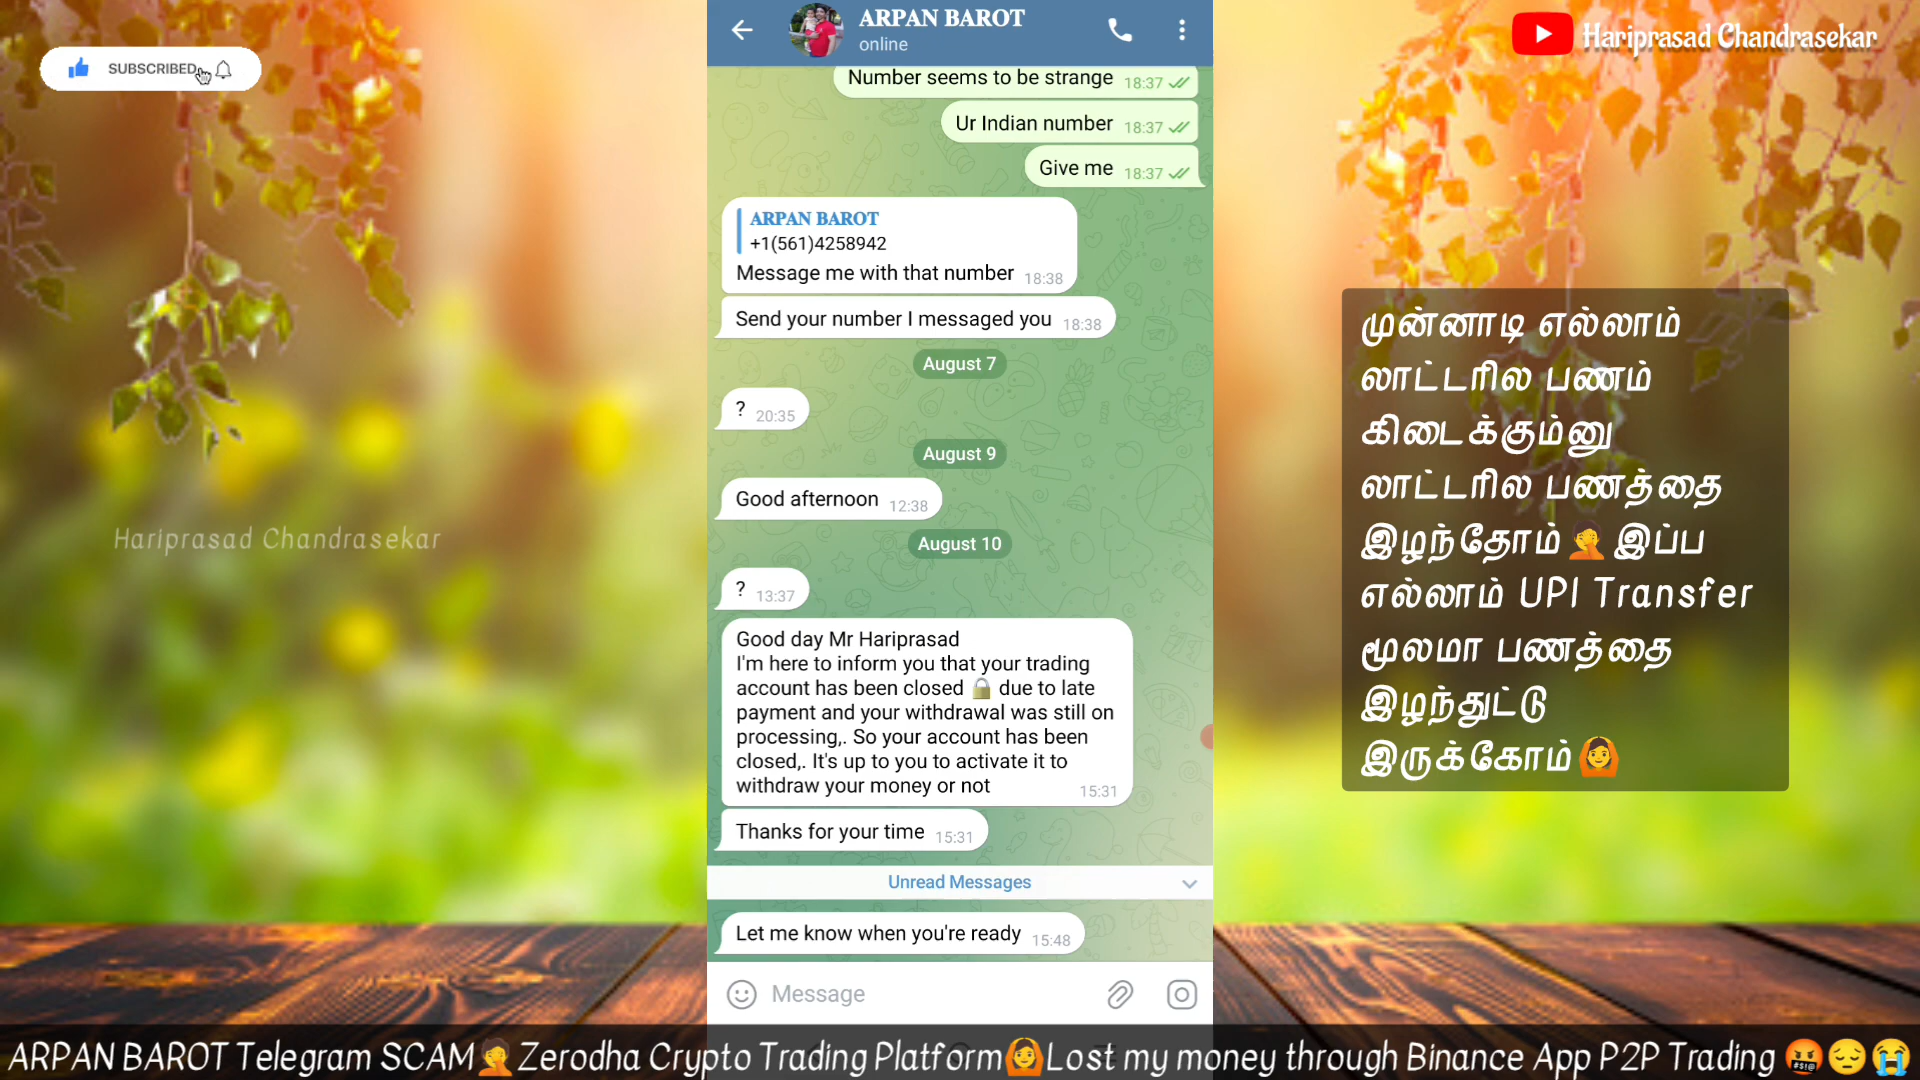 SUBSCRIBED
Hariprasad Chandrasekar
ARPAN BAROT
online
Number seems to be strange 18:37
Ur Indian number 18:37
Give me 18:37
ARPAN BAROT
+1(561)4258942
Message me with that number 18:38
Send your number I messaged you 18:38
August 7
? 20:35
August 9
Good afternoon 12:38
August 10
? 13:37
Good day Mr Hariprasad
I'm here to inform you that your trading
account has been closed 🔒 due to late
payment and your withdrawal was still on
processing,. So your account has been
closed,. It's up to you to activate it to
withdraw your money or not 15:31
Thanks for your time 15:31
Unread Messages
Let me know when you're ready 15:48
Message
Hariprasad Chandrasekar
முன்னாடி எல்லாம்
லாட்டரில பணம்
கிடைக்கும்னு
லாட்டரில பணத்தை
இழந்தோம்🤦இப்ப
எல்லாம் UPI Transfer
மூலமா பணத்தை
இழந்துட்டு
இருக்கோம்🙆
ARPAN BAROT Telegram SCAM🤦Zerodha Crypto Trading Platform🙆Lost my money through Binance App P2P Trading 🤬😔😭